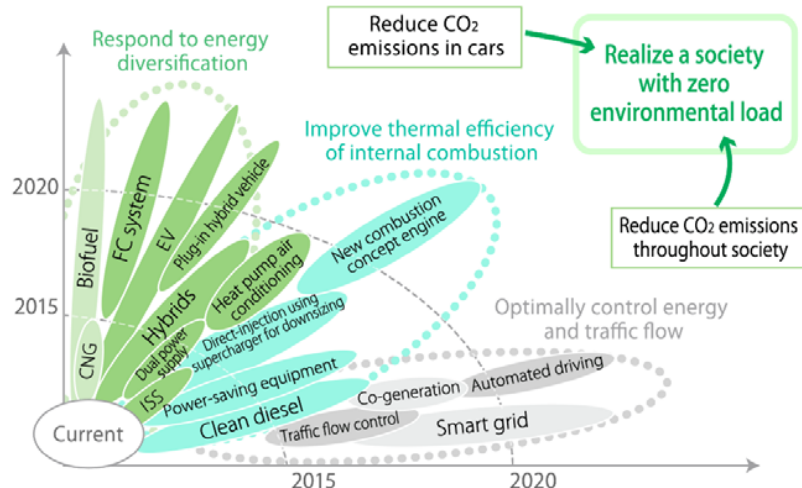 Respond to energy
diversification
Reduce CO₂
emissions in cars
Realize a society
with zero
environmental load
Improve thermal efficiency
of internal combustion
Reduce CO₂ emissions
throughout society
Optimally control energy
and traffic flow
2020
2015
Biofuel
CNG
FC system
EV
Plug-in hybrid vehicle
Hybrids
Heat pump air
conditioning
Dual power
supply
ISS
New combustion
concept engine
Direct-injection using
supercharger for downsizing
Power-saving equipment
Clean diesel
Co-generation
Automated driving
Traffic flow control
Smart grid
Current
2015
2020